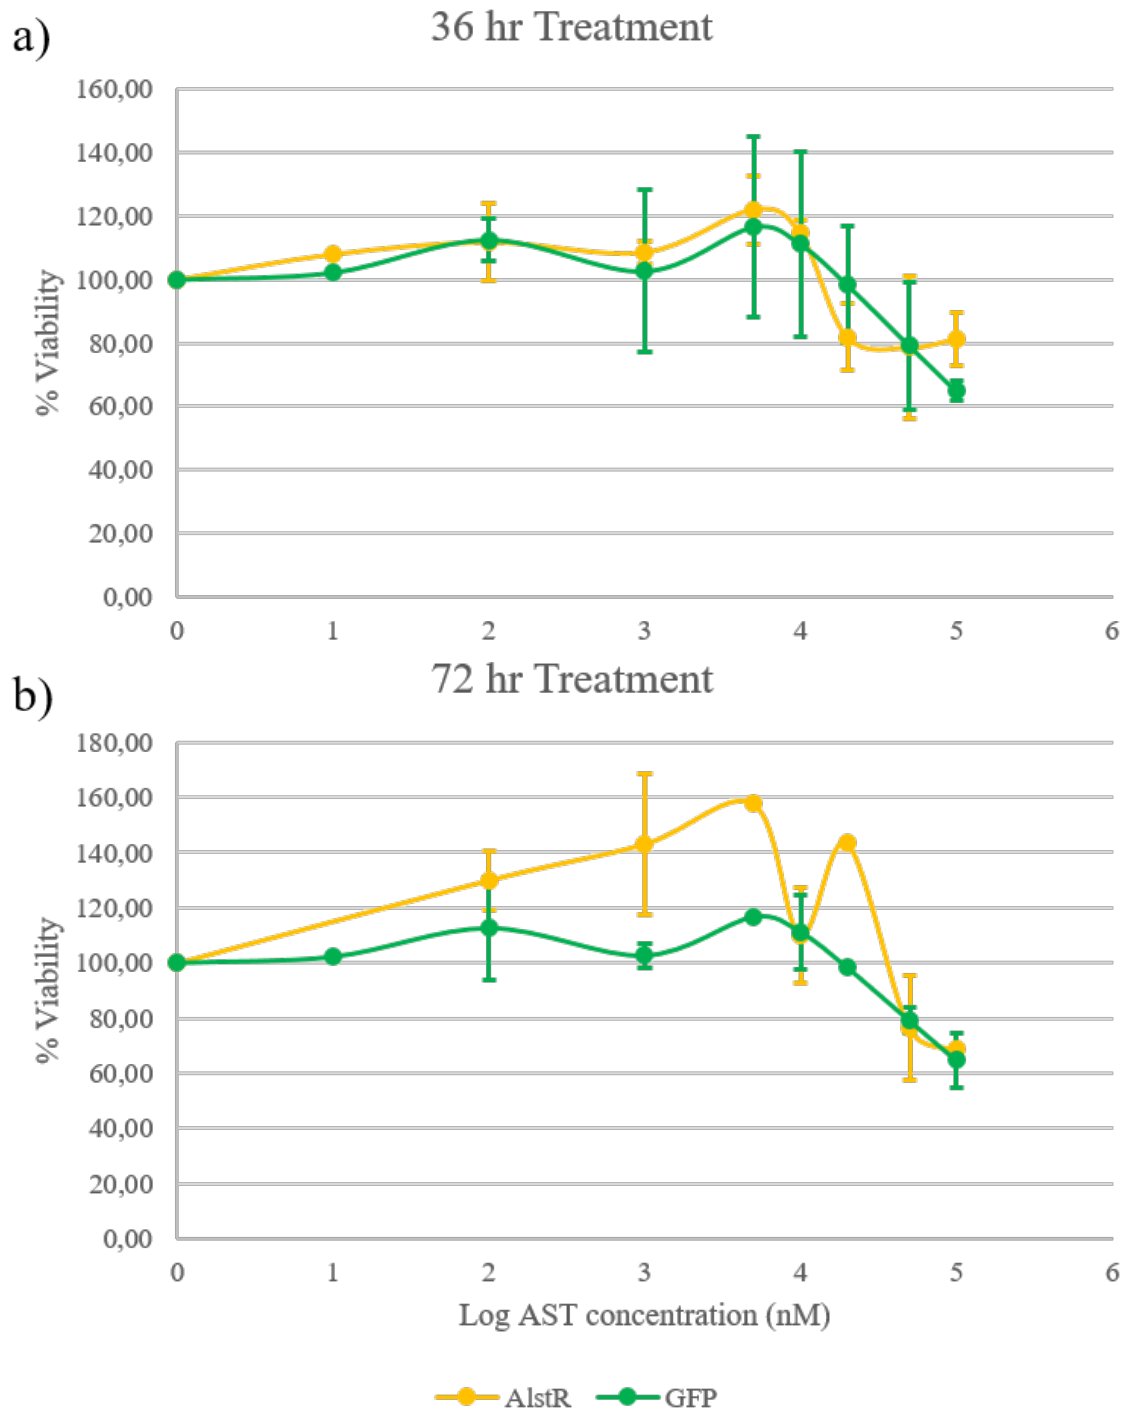 a)
36 hr Treatment
160,00
140,00
120,00
100,00
80,00
60,00
40,00
20,00
0,00
% Viability
0 1 2 3 4 5 6
b)
72 hr Treatment
180,00
160,00
140,00
120,00
100,00
80,00
60,00
40,00
20,00
0,00
% Viability
0 1 2 3 4 5 6
Log AST concentration (nM)
AlstR GFP